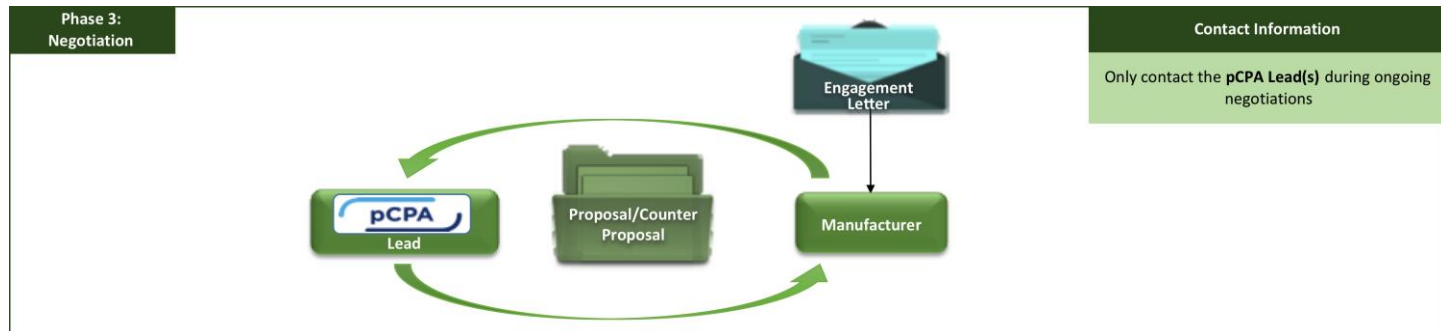 Phase 3:
Negotiation
Contact Information
Only contact the pCPA Lead(s) during ongoing
negotiations
Engagement
Letter
Proposal/Counter
Proposal
pCPA
Lead
Manufacturer